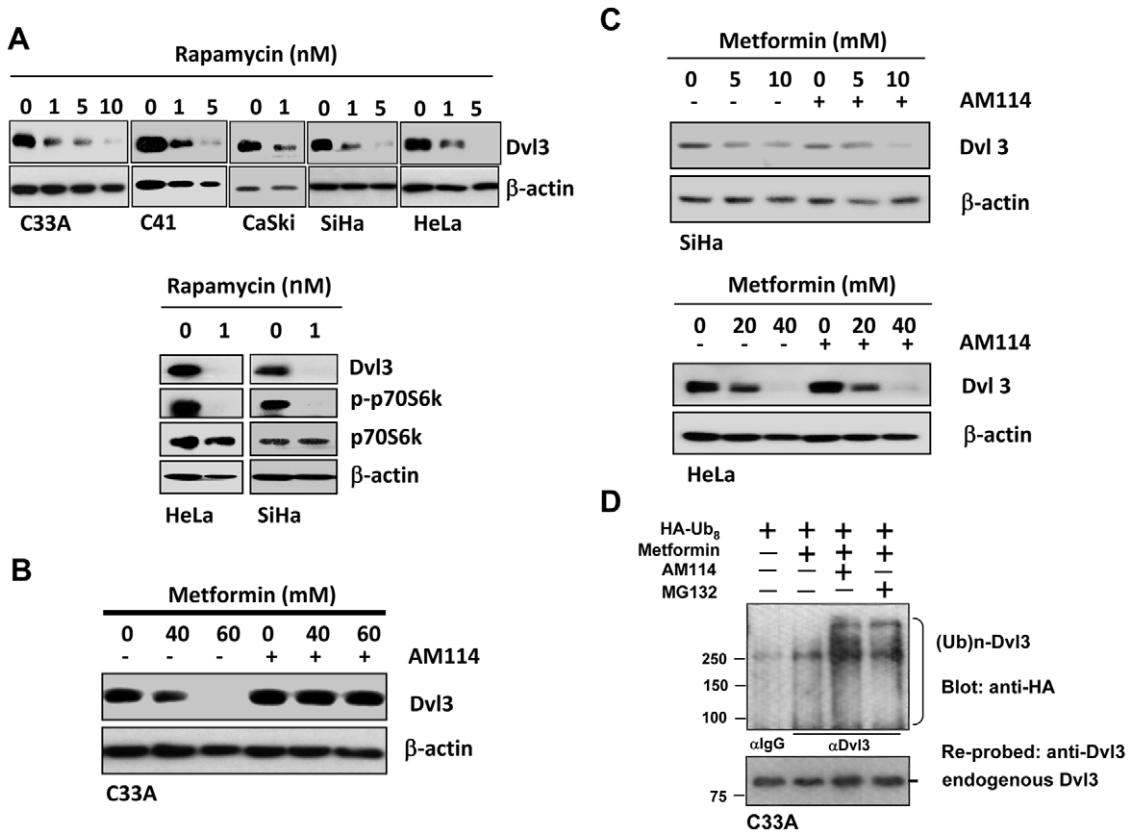 A
Rapamycin (nM)
0 1 5 10 0 1 5 0 1 0 1 5 0 1 5
Dvl3
β-actin
C33A C41 CaSki SiHa HeLa
Rapamycin (nM)
0 1 0 1
Dvl3
p-p70S6k
p70S6k
β-actin
HeLa SiHa
B
Metformin (mM)
0 40 60 0 40 60
- - - + + + AM114
Dvl3
β-actin
C33A
C
Metformin (mM)
0 5 10 0 5 10
- - - + + + AM114
Dvl 3
β-actin
SiHa
Metformin (mM)
0 20 40 0 20 40
- - - + + + AM114
Dvl 3
β-actin
HeLa
D
HA-Ub₈ + + + +
Metformin — + + +
AM114 — — + —
MG132 — — — +
(Ub)n-Dvl3
250
Blot: anti-HA
150
100
αIgG αDvl3
Re-probed: anti-Dvl3
endogenous Dvl3
75
C33A